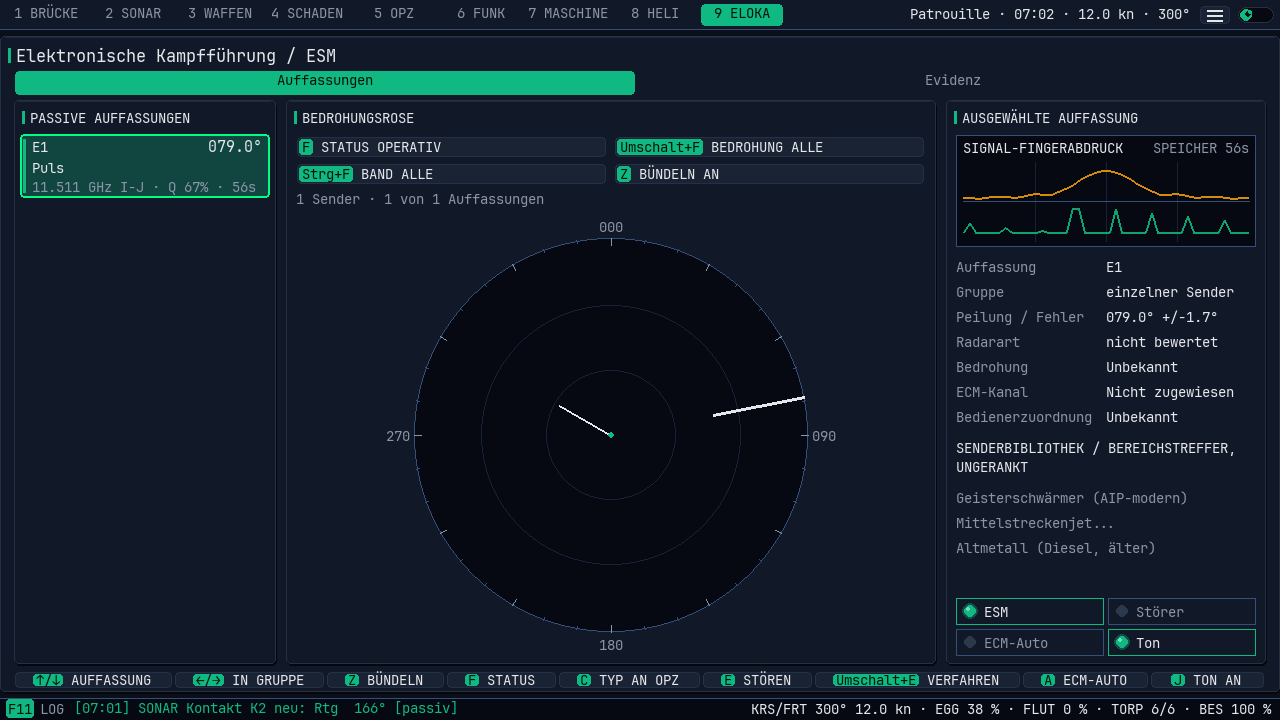 1 BRÜCKE 2 SONAR 3 WAFFEN 4 SCHADEN 5 OPZ 6 FUNK 7 MASCHINE 8 HELI 9 ELOKA Patrouille · 07:02 · 12.0 kn · 300°
Elektronische Kampfführung / ESM
Auffassungen Evidenz
PASSIVE AUFFASSUNGEN
E1 079.0°
Puls
11.511 GHz I-J · Q 67% · 56s
BEDROHUNGSROSE
F STATUS OPERATIV Umschalt+F BEDROHUNG ALLE
Strg+F BAND ALLE Z BÜNDELN AN
1 Sender · 1 von 1 Auffassungen
000
270 090
180
AUSGEWÄHLTE AUFFASSUNG
SIGNAL-FINGERABDRUCK SPEICHER 56s
Auffassung E1
Gruppe einzelner Sender
Peilung / Fehler 079.0° +/-1.7°
Radarart nicht bewertet
Bedrohung Unbekannt
ECM-Kanal Nicht zugewiesen
Bedienerzuordnung Unbekannt
SENDERBIBLIOTHEK / BEREICHSTREFFER,
UNGERANKT
Geisterschwärmer (AIP-modern)
Mittelstreckenjet...
Altmetall (Diesel, älter)
ESM Störer
ECM-Auto Ton
↑/↓ AUFFASSUNG ←/→ IN GRUPPE Z BÜNDELN F STATUS C TYP AN OPZ E STÖREN Umschalt+E VERFAHREN A ECM-AUTO J TON AN
F11 LOG [07:01] SONAR Kontakt K2 neu: Rtg 166° [passiv] KRS/FRT 300° 12.0 kn · EGG 38 % · FLUT 0 % · TORP 6/6 · BES 100 %